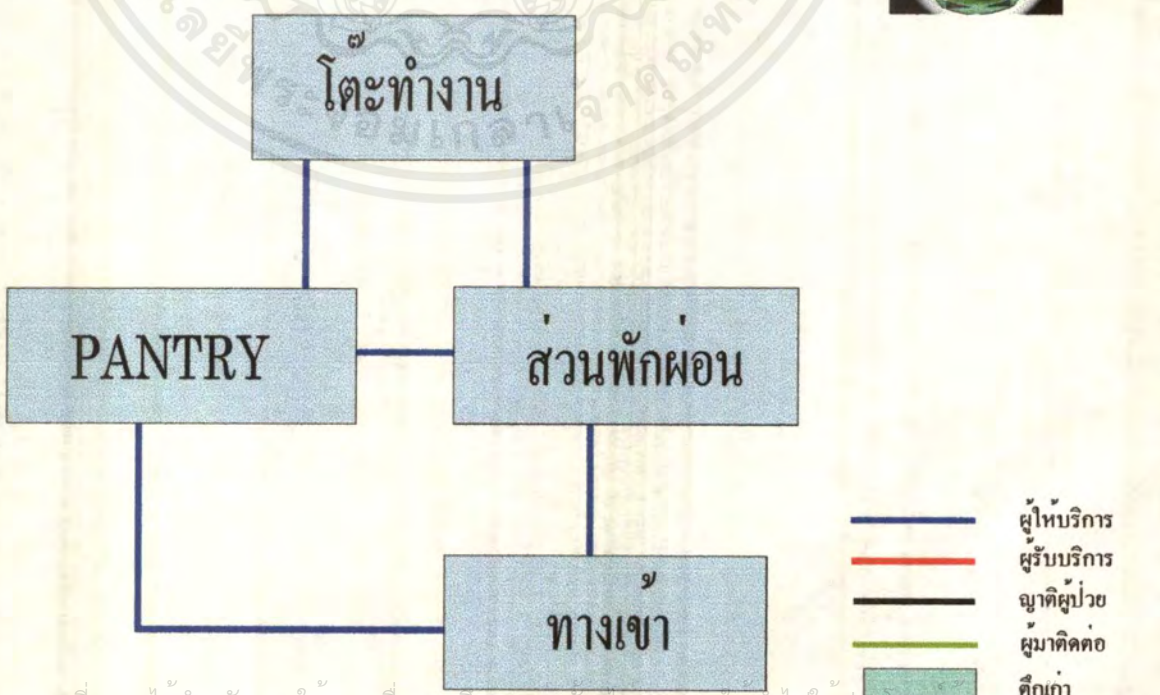 โต๊ะทำงาน
PANTRY
ส่วนพักผ่อน
ทางเข้า
ผู้ให้บริการ
ผู้รับบริการ
ญาติผู้ป่วย
ผู้มาติดต่อ
ตึกเก่า